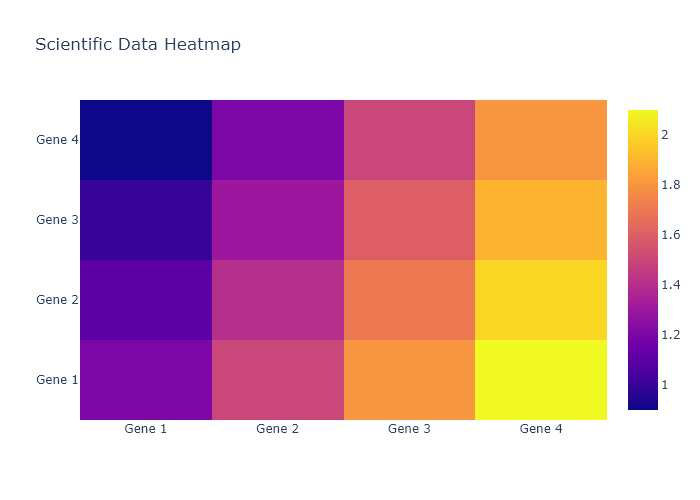 Scientific Data Heatmap
Gene 4
Gene 3
Gene 2
Gene 1
Gene 1
Gene 2
Gene 3
Gene 4
2
1.8
1.6
1.4
1.2
1